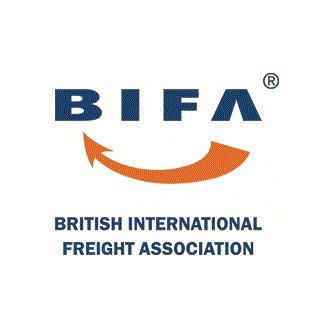 BIFA®
BRITISH INTERNATIONAL
FREIGHT ASSOCIATION